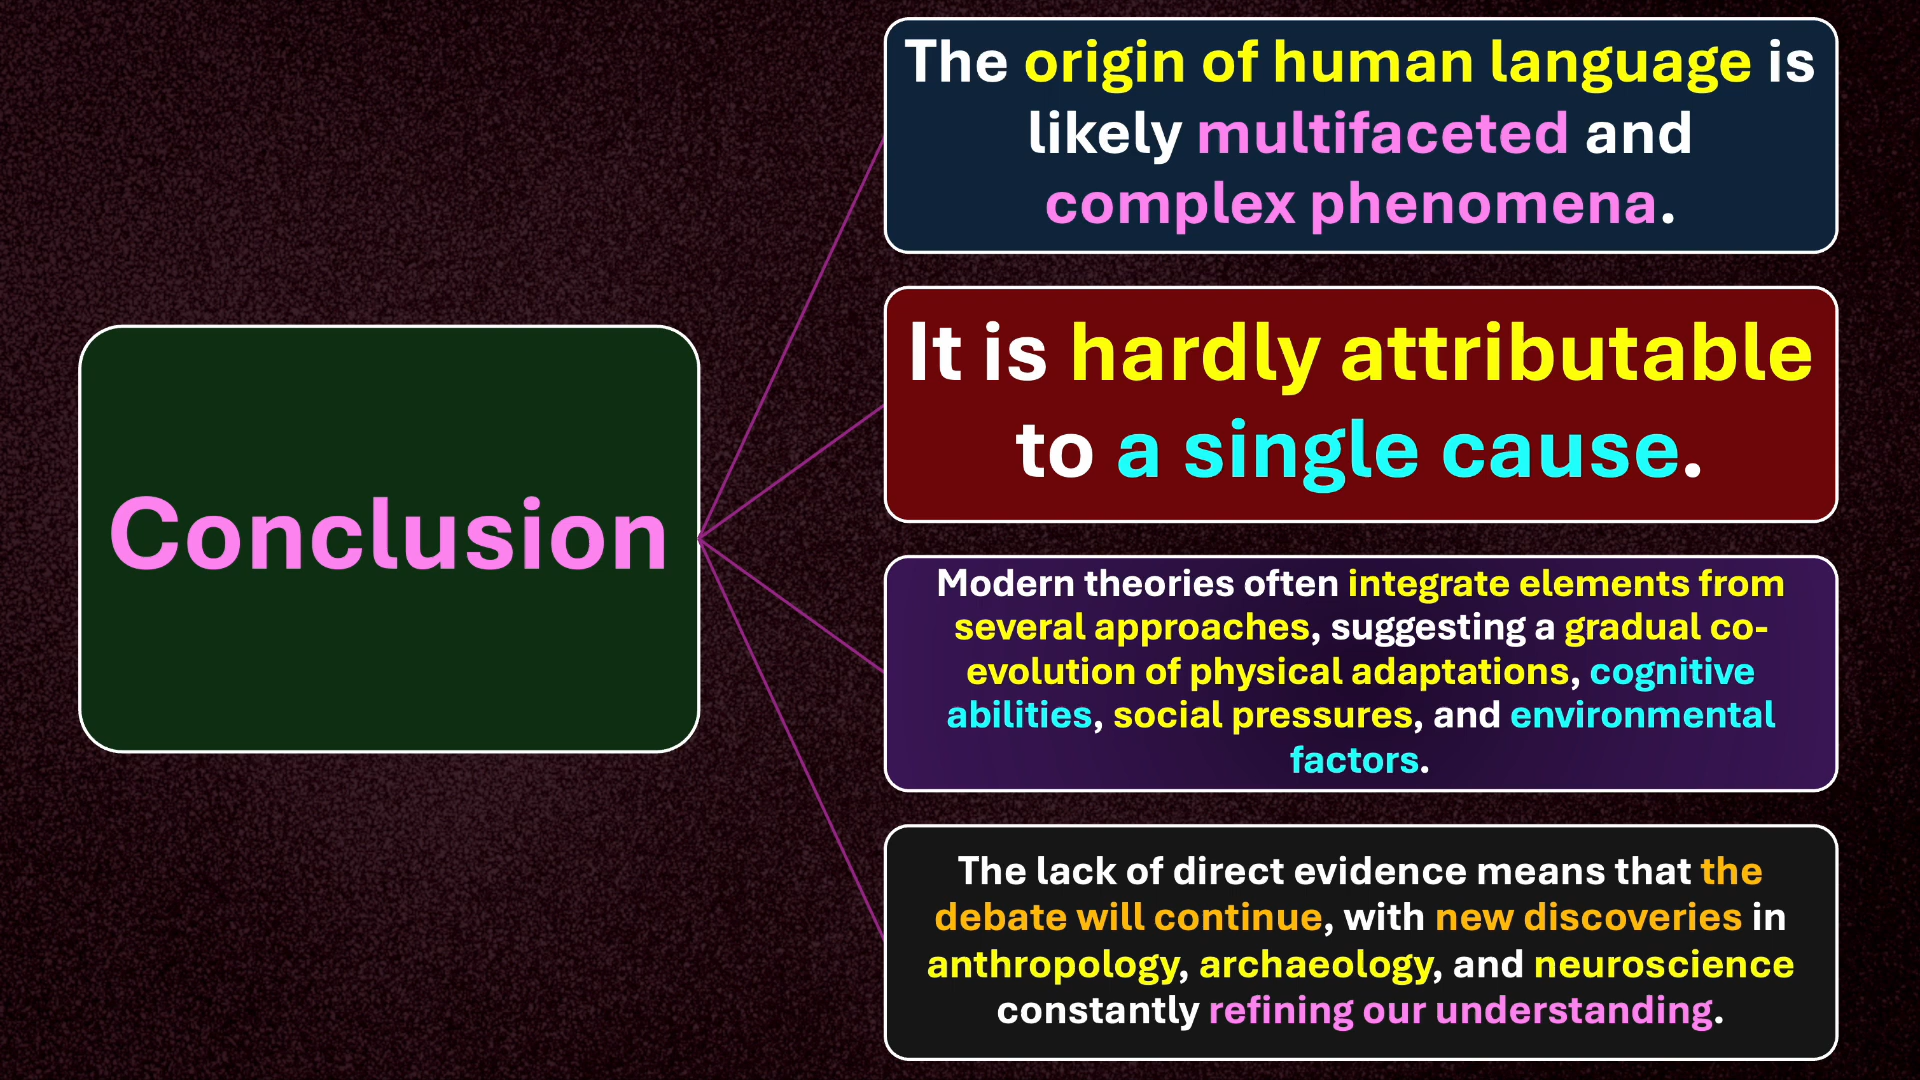 Conclusion
The origin of human language is
likely multifaceted and
complex phenomena.
It is hardly attributable
to a single cause.
Modern theories often integrate elements from
several approaches, suggesting a gradual co-
evolution of physical adaptations, cognitive
abilities, social pressures, and environmental
factors.
The lack of direct evidence means that the
debate will continue, with new discoveries in
anthropology, archaeology, and neuroscience
constantly refining our understanding.